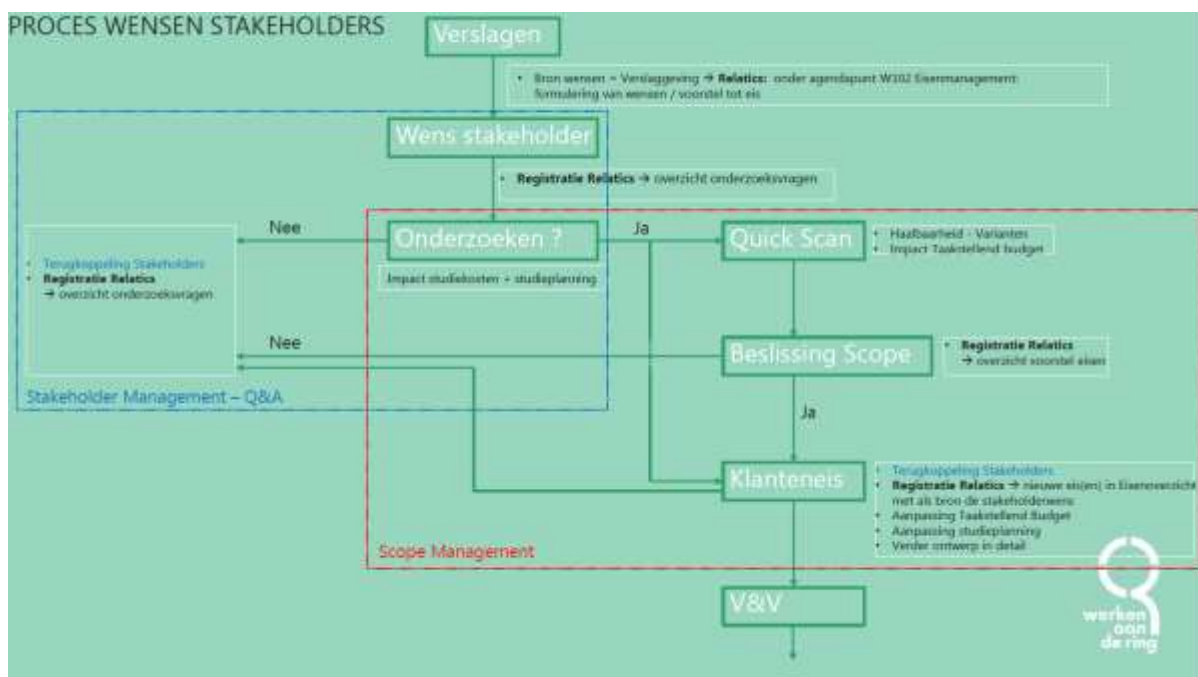 PROCES WENSEN STAKEHOLDERS
Verslagen
• Bron wensen = Verslaggeving → Relatics: onder agendapunt W102 Eisenmanagement:
formulering van wensen / voorstel tot eis
Wens stakeholder
• Registratie Relatics → overzicht onderzoeksvragen
Nee
Onderzoeken ?
Ja
Quick Scan
• Haalbaarheid - Varianten
• Impact Taakstellend budget
• Terugkoppeling Stakeholders
• Registratie Relatics
→ overzicht onderzoeksvragen
Impact studiekosten + studieplanning
Nee
Beslissing Scope
• Registratie Relatics
→ overzicht voorstel eisen
Stakeholder Management – Q&A
Ja
Klanteneis
• Terugkoppeling Stakeholders
• Registratie Relatics → nieuwe eis(en) in Eisenoverzicht
met als bron de stakeholderwens
• Aanpassing Taakstellend Budget
• Aanpassing studieplanning
• Verder ontwerp in detail
Scope Management
V&V
werken
aan
de ring